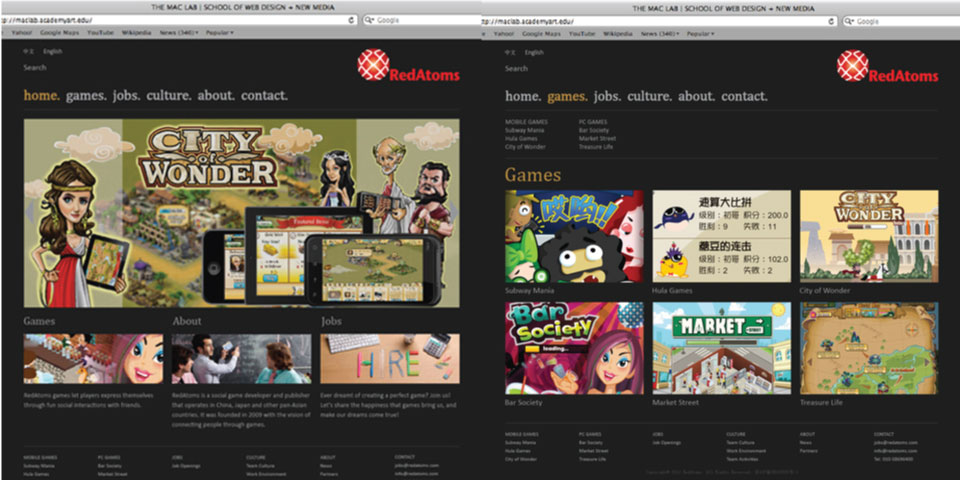 THE MAC LAB | SCHOOL OF WEB DESIGN + NEW MEDIA
http://maclab.academyart.edu/
Google
Yahoo! Google Maps YouTube Wikipedia News (346) Popular
中文 English
Search
RedAtoms
home. games. jobs. culture. about. contact.
CITY of WONDER
Games
About
Jobs
HIRE
RedAtoms games let players express themselves
through fun social interactions with friends.
RedAtoms is a social game developer and publisher
that operates in China, Japan and other pan-Asian
countries. It was founded in 2009 with the vision of
connecting people through games.
Ever dream of creating a perfect game? Join us!
Let's share the happiness that games bring us, and
make our dreams come true!
MOBILE GAMES
Subway Mania
Hula Games
PC GAMES
Bar Society
Market Street
JOBS
Job Openings
CULTURE
Team Culture
Work Environment
ABOUT
News
Partners
CONTACT
jobs@redatoms.com
info@redatoms.com
THE MAC LAB | SCHOOL OF WEB DESIGN + NEW MEDIA
http://maclab.academyart.edu/
Google
Yahoo! Google Maps YouTube Wikipedia News (346) Popular
中文 English
Search
RedAtoms
home. games. jobs. culture. about. contact.
MOBILE GAMES
Subway Mania
Hula Games
City of Wonder
PC GAMES
Bar Society
Market Street
Treasure Life
Games
哎哟!!
速算大比拼
级别：初哥 积分：200.0
胜利：9 失败：11
蘑豆的连击
级别：初哥 积分：102.0
胜利：2 失败：2
CITY of WONDER
Subway Mania
Hula Games
City of Wonder
Bar Society
loading...
MARKET STREET
Bar Society
Market Street
Treasure Life
MOBILE GAMES
Subway Mania
Hula Games
City of Wonder
PC GAMES
Bar Society
Market Street
Treasure Life
JOBS
Job Openings
CULTURE
Team Culture
Work Environment
Team Activities
ABOUT
News
Partners
CONTACT
jobs@redatoms.com
info@redatoms.com